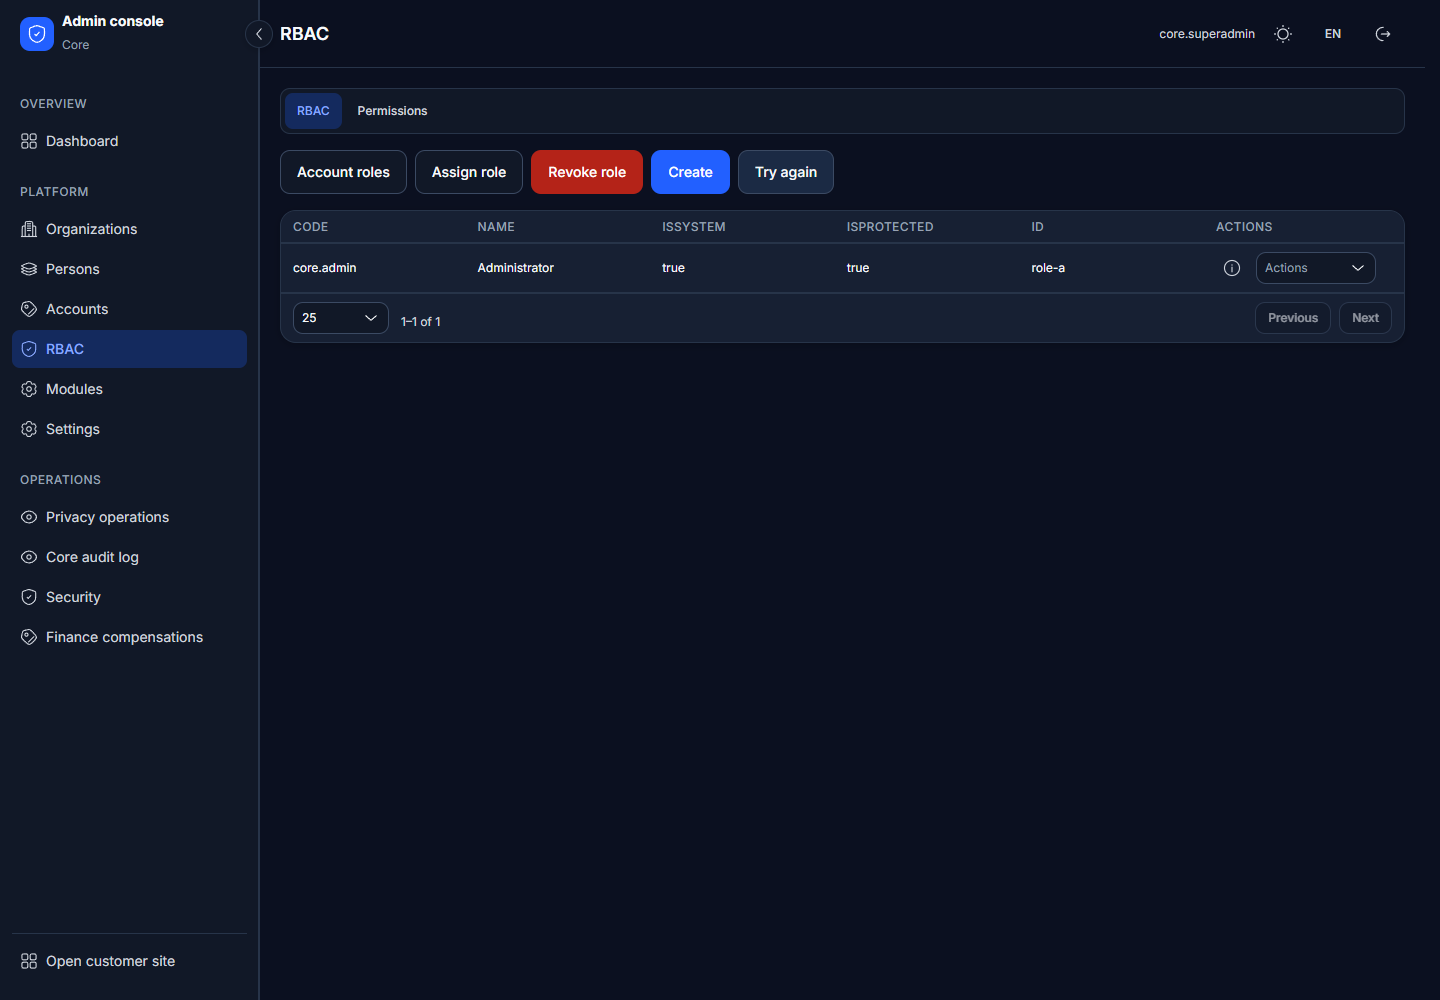 Admin console
Core
RBAC
core.superadmin
EN
OVERVIEW
Dashboard
PLATFORM
Organizations
Persons
Accounts
RBAC
Modules
Settings
OPERATIONS
Privacy operations
Core audit log
Security
Finance compensations
Open customer site
RBAC Permissions
Account roles Assign role Revoke role Create Try again
CODE NAME ISSYSTEM ISPROTECTED ID ACTIONS
core.admin Administrator true true role-a Actions
25 1–1 of 1 Previous Next